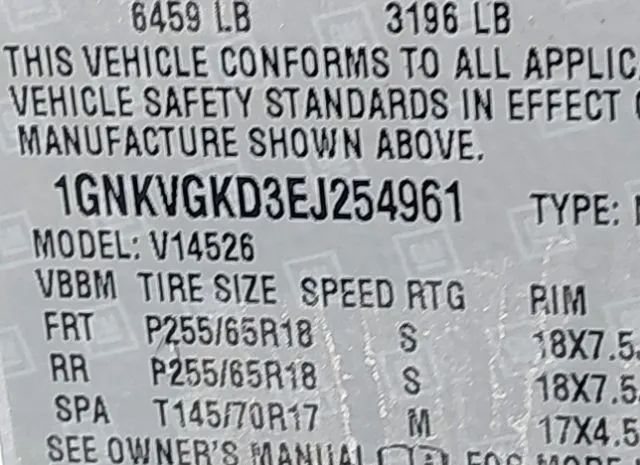 6459 LB 3196 LB
THIS VEHICLE CONFORMS TO ALL APPLIC
VEHICLE SAFETY STANDARDS IN EFFECT
MANUFACTURE SHOWN ABOVE.
1GNKVGKD3EJ254961 TYPE:
MODEL: V14526
VBBM TIRE SIZE SPEED RTG RIM
FRT P255/65R18 S 18X7.5
RR P255/65R18 S 18X7.5
SPA T145/70R17 M 17X4.5
SEE OWNER'S MANUAL FOR MORE